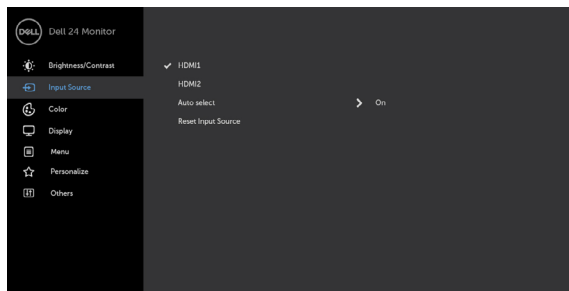 DELL Dell 24 Monitor
Brightness/Contrast
HDMI1
Input Source
HDMI2
Color
Auto select On
Display
Reset Input Source
Menu
Personalize
Others